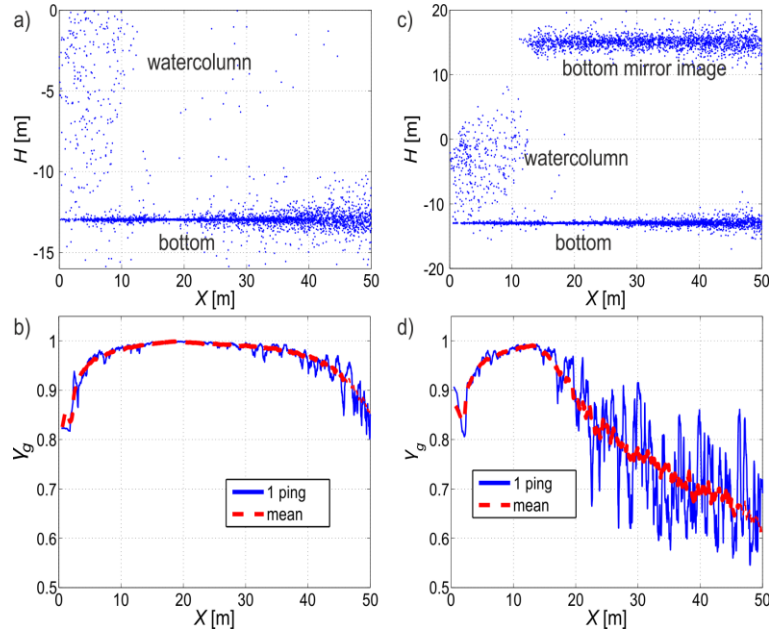 a)
0
-5
-10
-15
H [m]
watercolumn
bottom
0 10 20 30 40 50
X [m]
c)
20
10
0
-10
-20
H [m]
bottom mirror image
watercolumn
bottom
0 10 20 30 40 50
X [m]
b)
1
0.9
0.8
0.7
0.6
0.5
γg
1 ping
mean
0 10 20 30 40 50
X [m]
d)
1
0.9
0.8
0.7
0.6
0.5
γg
1 ping
mean
0 10 20 30 40 50
X [m]